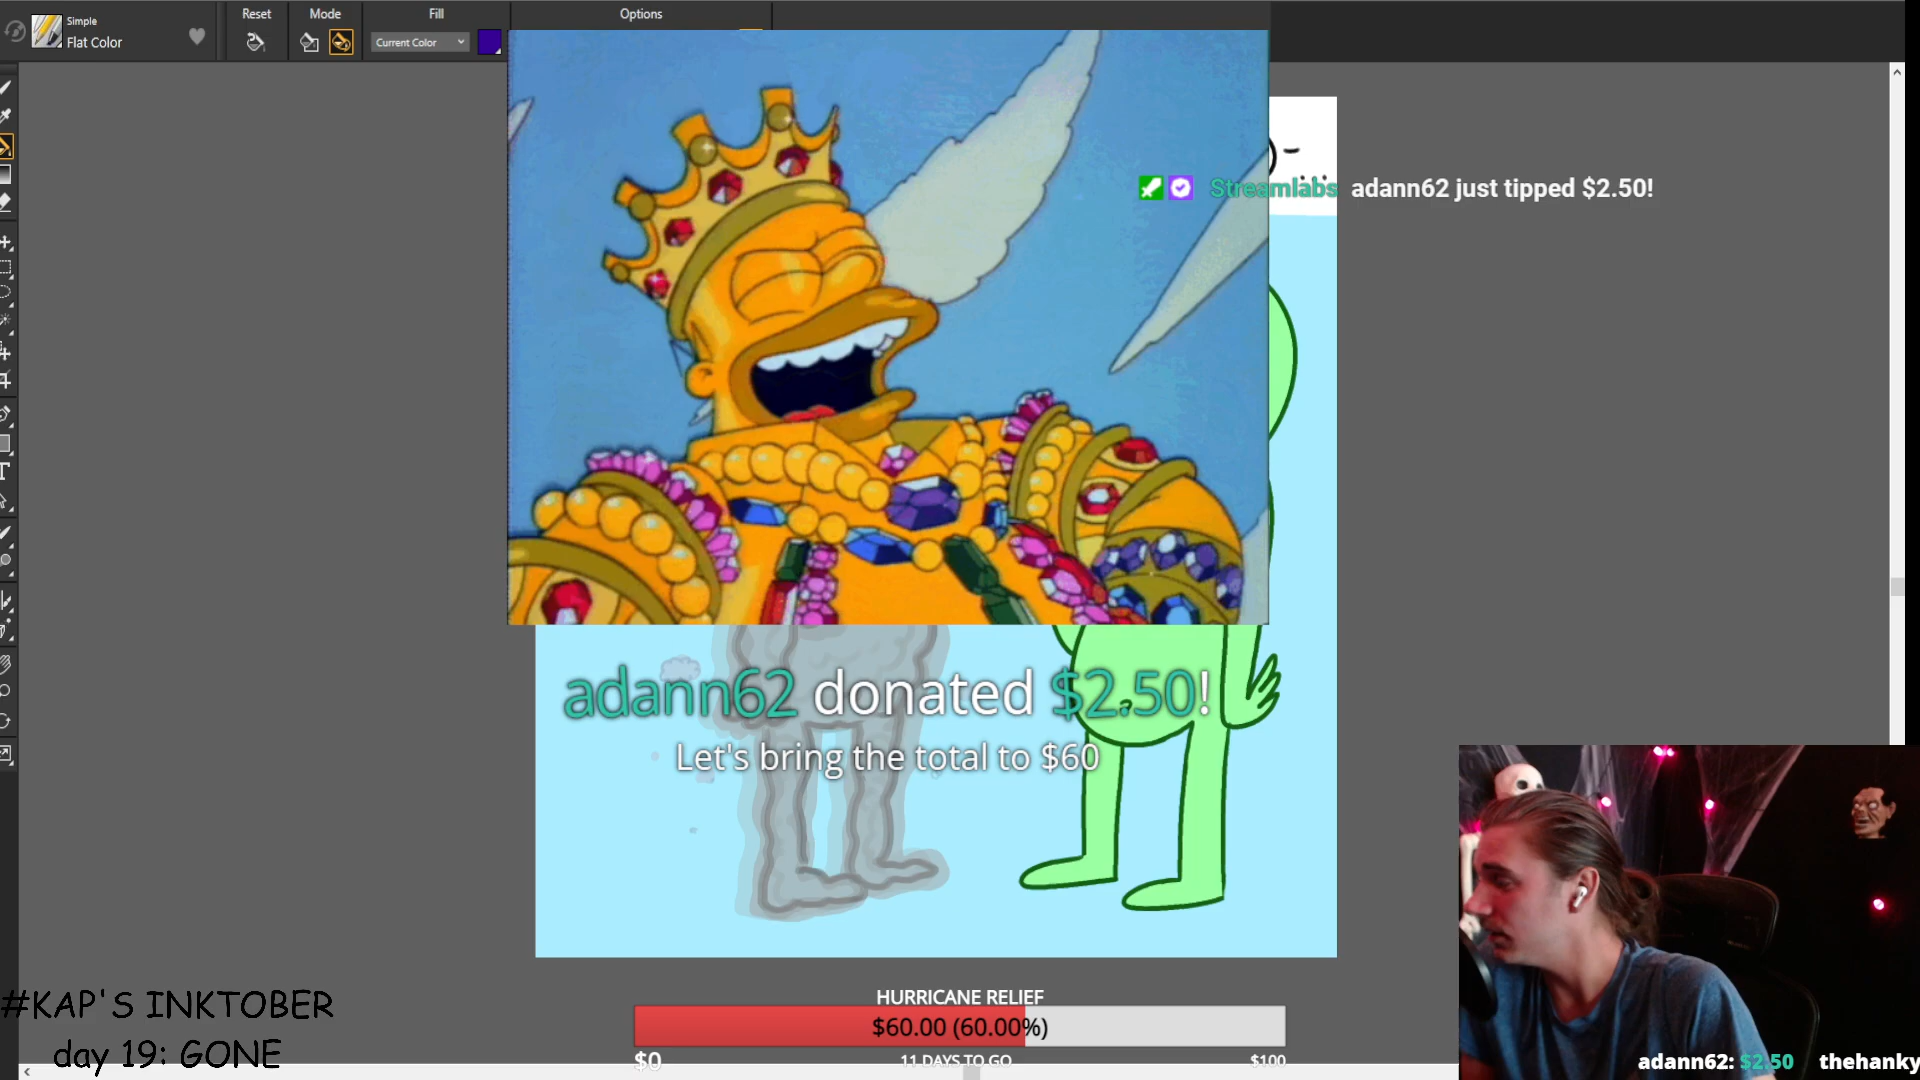 Simple
Flat Color
Reset
Mode
Fill
Options
Current Color
Streamlabs adann62 just tipped $2.50!
adann62 donated $2.50!
Let's bring the total to $60
#KAP'S INKTOBER
day 19: GONE
HURRICANE RELIEF
$60.00 (60.00%)
$0
11 DAYS TO GO
$100
adann62: $2.50 thehanky